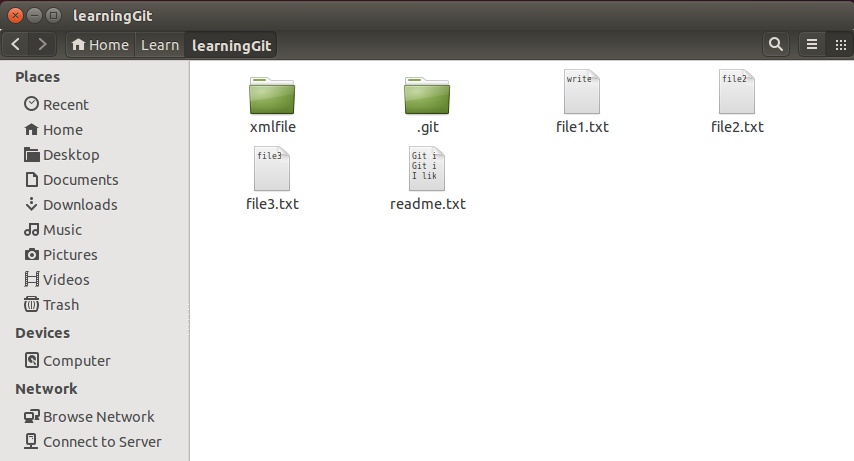 learningGit
Home Learn learningGit
Places
Recent
Home
Desktop
Documents
Downloads
Music
Pictures
Videos
Trash
Devices
Computer
Network
Browse Network
Connect to Server
write
file2
xmlfile .git file1.txt file2.txt
file3
Git i
Git i
I lik
file3.txt readme.txt